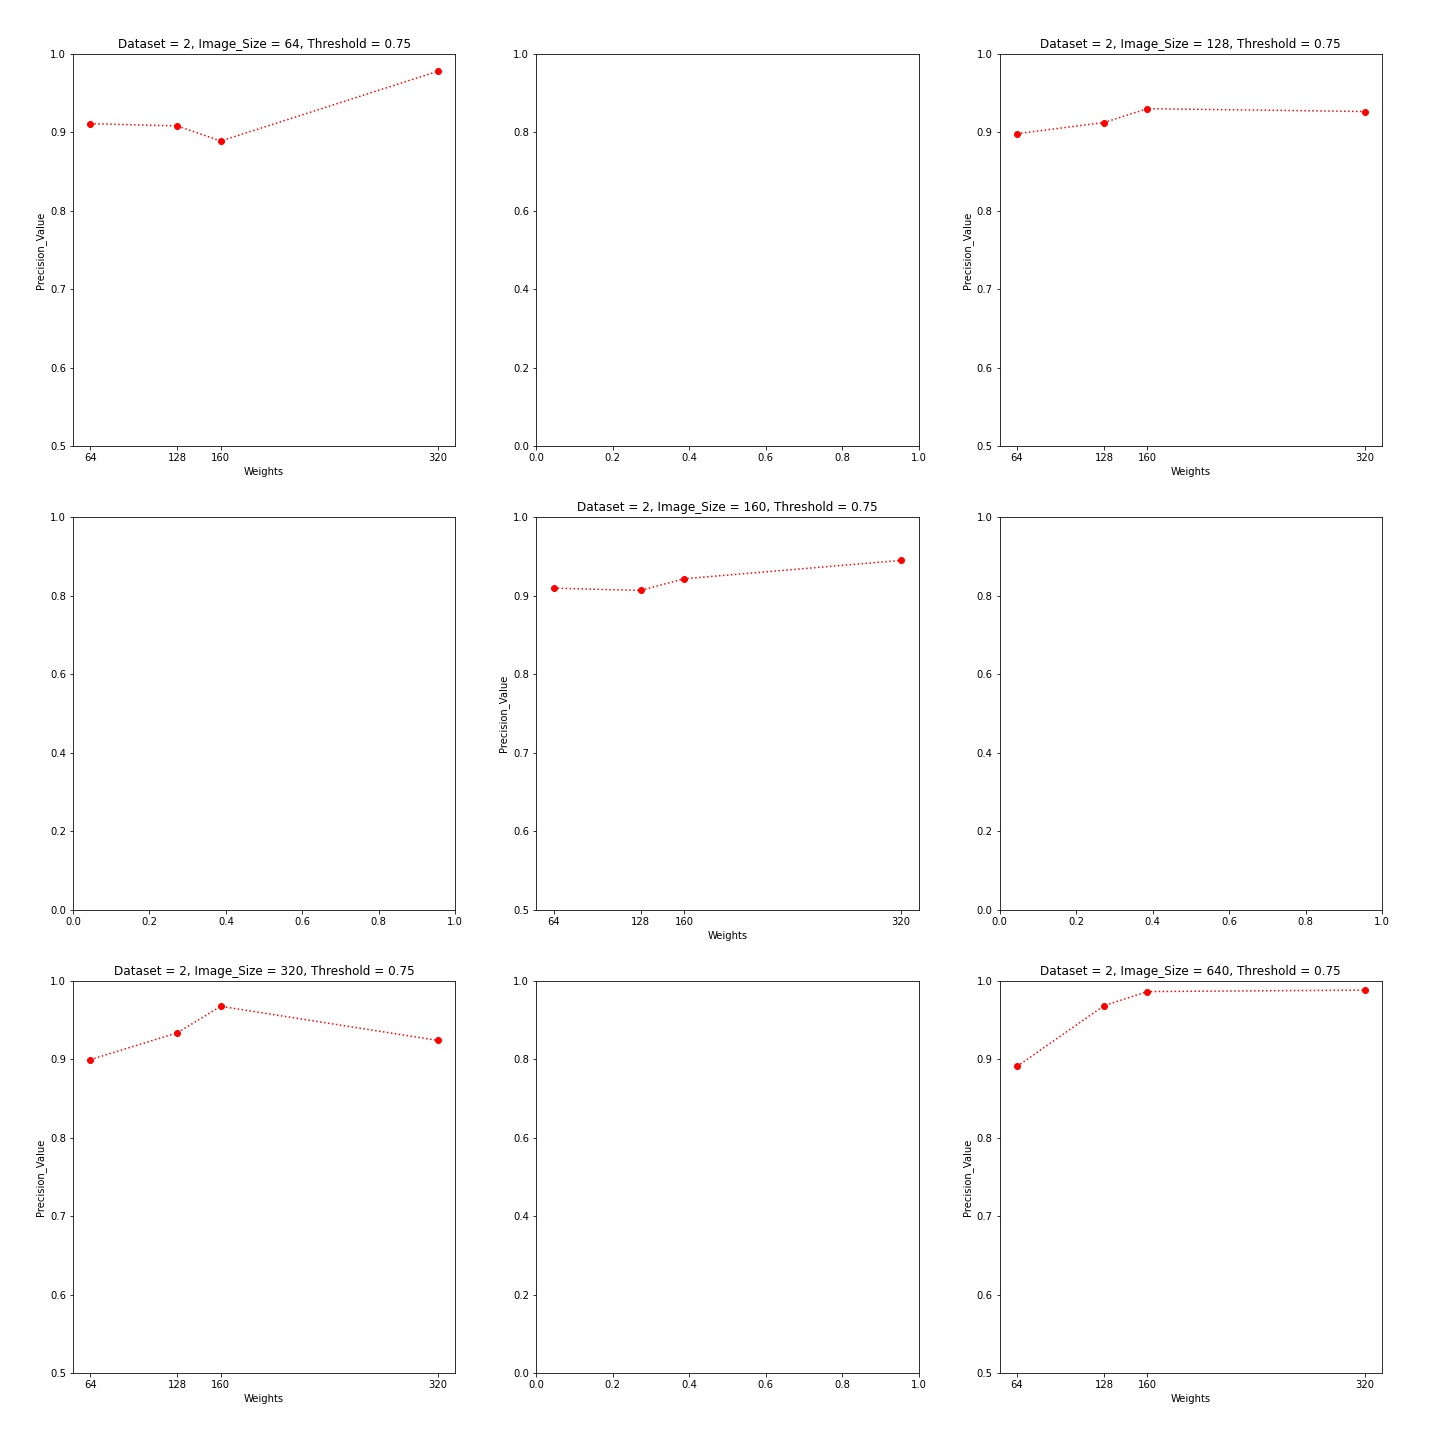 Dataset = 2, Image_Size = 64, Threshold = 0.75
1.0
0.9
0.8
0.7
0.6
0.5
Precision_Value
64 128 160 320
Weights
1.0
0.8
0.6
0.4
0.2
0.0
0.0 0.2 0.4 0.6 0.8 1.0
Dataset = 2, Image_Size = 128, Threshold = 0.75
1.0
0.9
0.8
0.7
0.6
0.5
Precision_Value
64 128 160 320
Weights
1.0
0.8
0.6
0.4
0.2
0.0
0.0 0.2 0.4 0.6 0.8 1.0
Dataset = 2, Image_Size = 160, Threshold = 0.75
1.0
0.9
0.8
0.7
0.6
0.5
Precision_Value
64 128 160 320
Weights
1.0
0.8
0.6
0.4
0.2
0.0
0.0 0.2 0.4 0.6 0.8 1.0
Dataset = 2, Image_Size = 320, Threshold = 0.75
1.0
0.9
0.8
0.7
0.6
0.5
Precision_Value
64 128 160 320
Weights
1.0
0.8
0.6
0.4
0.2
0.0
0.0 0.2 0.4 0.6 0.8 1.0
Dataset = 2, Image_Size = 640, Threshold = 0.75
1.0
0.9
0.8
0.7
0.6
0.5
Precision_Value
64 128 160 320
Weights